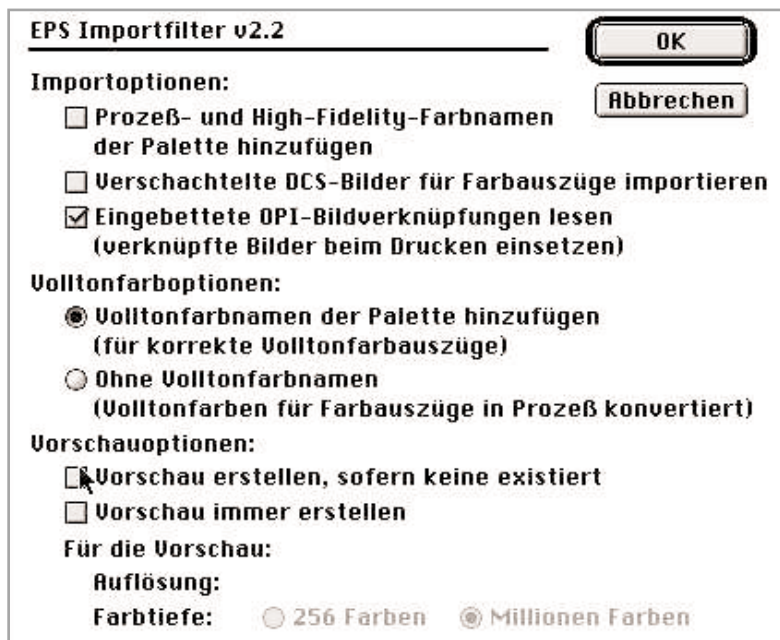 EPS Importfilter v2.2
OK
Importoptionen:
Abbrechen
Prozeß- und High-Fidelity-Farbnamen
der Palette hinzufügen
Verschachtelte DCS-Bilder für Farbauszüge importieren
Eingebettete OPI-Bildverknüpfungen lesen
(verknüpfte Bilder beim Drucken einsetzen)
Volltonfarboptionen:
Volltonfarbnamen der Palette hinzufügen
(für korrekte Volltonfarbauszüge)
Ohne Volltonfarbnamen
(Volltonfarben für Farbauszüge in Prozeß konvertiert)
Vorschauoptionen:
Vorschau erstellen, sofern keine existiert
Vorschau immer erstellen
Für die Vorschau:
Auflösung:
Farbtiefe: 256 Farben Millionen Farben